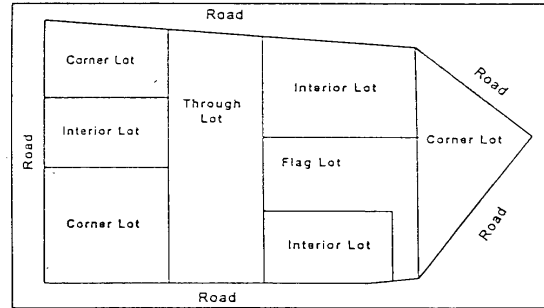 Road
Corner Lot
Through
Lot
Interior Lot
Road
Interior Lot
Corner Lot
Flag Lot
Road
Corner Lot
Interior Lot
Road
Road